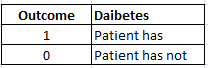 Outcome Daibetes
1 Patient has
0 Patient has not